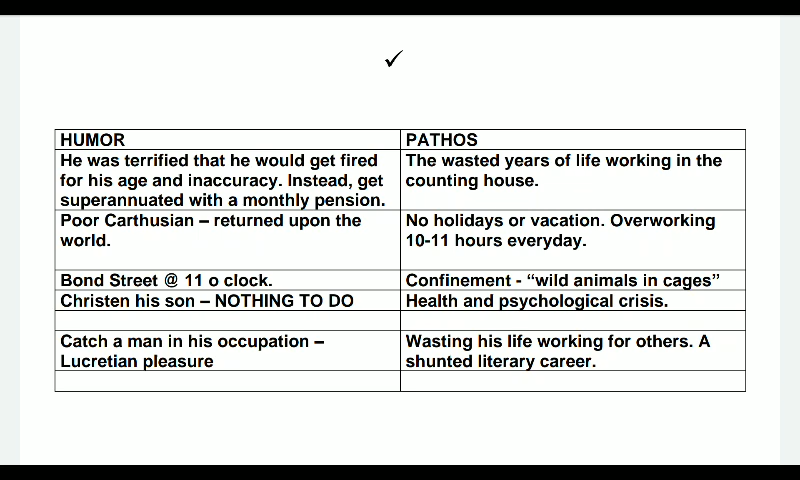 ✓
HUMOR
PATHOS
He was terrified that he would get fired
for his age and inaccuracy. Instead, get
superannuated with a monthly pension.
The wasted years of life working in the
counting house.
Poor Carthusian – returned upon the
world.
No holidays or vacation. Overworking
10-11 hours everyday.
Bond Street @ 11 o clock.
Confinement - “wild animals in cages”
Christen his son – NOTHING TO DO
Health and psychological crisis.
Catch a man in his occupation –
Lucretian pleasure
Wasting his life working for others. A
shunted literary career.